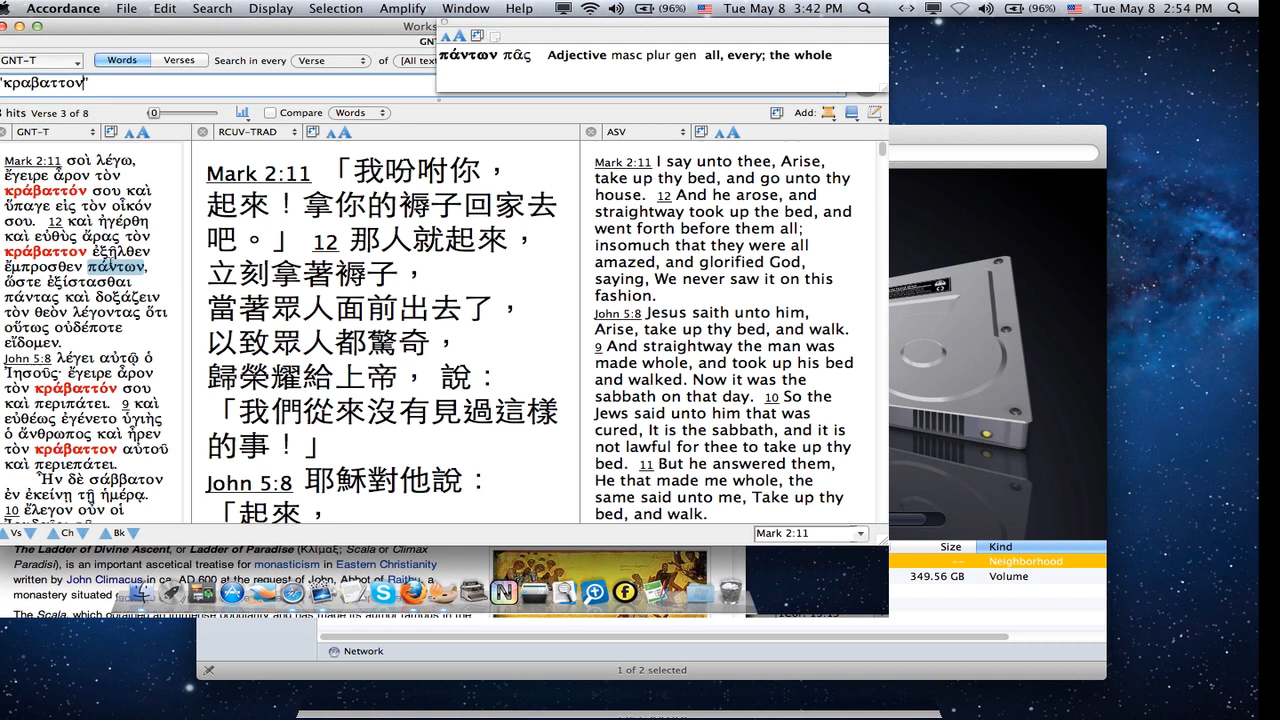 Accordance File Edit Search Display Selection Amplify Window Help (96%) Tue May 8 3:42 PM (96%) Tue May 8 2:54 PM
πάντων πᾶς Adjective masc plur gen all, every; the whole
GNT-T Words Verses Search in every Verse of
"κραβαττον"
hits Verse 3 of 8 0 Compare Words Add:
GNT-T RCUV-TRAD ASV
Mark 2:11 σοὶ λέγω,
ἔγειρε ἆρον τὸν
κράβαττόν σου καὶ
ὕπαγε εἰς τὸν οἶκόν
σου. 12 καὶ ἠγέρθη
καὶ εὐθὺς ἄρας τὸν
κράβαττον ἐξῆλθεν
ἔμπροσθεν πάντων,
ὥστε ἐξίστασθαι
πάντας καὶ δοξάζειν
τὸν θεὸν λέγοντας ὅτι
οὕτως οὐδέποτε
εἴδομεν.
John 5:8 λέγει αὐτῷ ὁ
Ἰησοῦς· ἔγειρε ἆρον
τὸν κράβαττόν σου
καὶ περιπάτει. 9 καὶ
εὐθέως ἐγένετο ὑγιὴς
ὁ ἄνθρωπος καὶ ἦρεν
τὸν κράβαττον αὐτοῦ
καὶ περιεπάτει.
Ἦν δὲ σάββατον
ἐν ἐκείνῃ τῇ ἡμέρᾳ.
10 ἔλεγον οὖν οἱ
Mark 2:11 「我吩咐你，
起來！拿你的褥子回家去
吧。」 12 那人就起來，
立刻拿著褥子，
當著眾人面前出去了，
以致眾人都驚奇，
歸榮耀給上帝， 說：
「我們從來沒有見過這樣
的事！」
John 5:8 耶穌對他說：
「起來，
Mark 2:11 I say unto thee, Arise,
take up thy bed, and go unto thy
house. 12 And he arose, and
straightway took up the bed, and
went forth before them all;
insomuch that they were all
amazed, and glorified God,
saying, We never saw it on this
fashion.
John 5:8 Jesus saith unto him,
Arise, take up thy bed, and walk.
9 And straightway the man was
made whole, and took up his bed
and walked. Now it was the
sabbath on that day. 10 So the
Jews said unto him that was
cured, It is the sabbath, and it is
not lawful for thee to take up thy
bed. 11 But he answered them,
He that made me whole, the
same said unto me, Take up thy
bed, and walk.
Vs Ch Bk Mark 2:11
The Ladder of Divine Ascent, or Ladder of Paradise (Κλίμαξ; Scala or Climax
Paradisi), is an important ascetical treatise for monasticism in Eastern Christianity
written by John Climacus in ca. AD 600 at the request of John, Abbot of Raithu, a
monastery situated
The Scala, which obtained an immense popularity and has made its author famous in the
Size Kind
-- Neighborhood
349.56 GB Volume
Network
1 of 2 selected